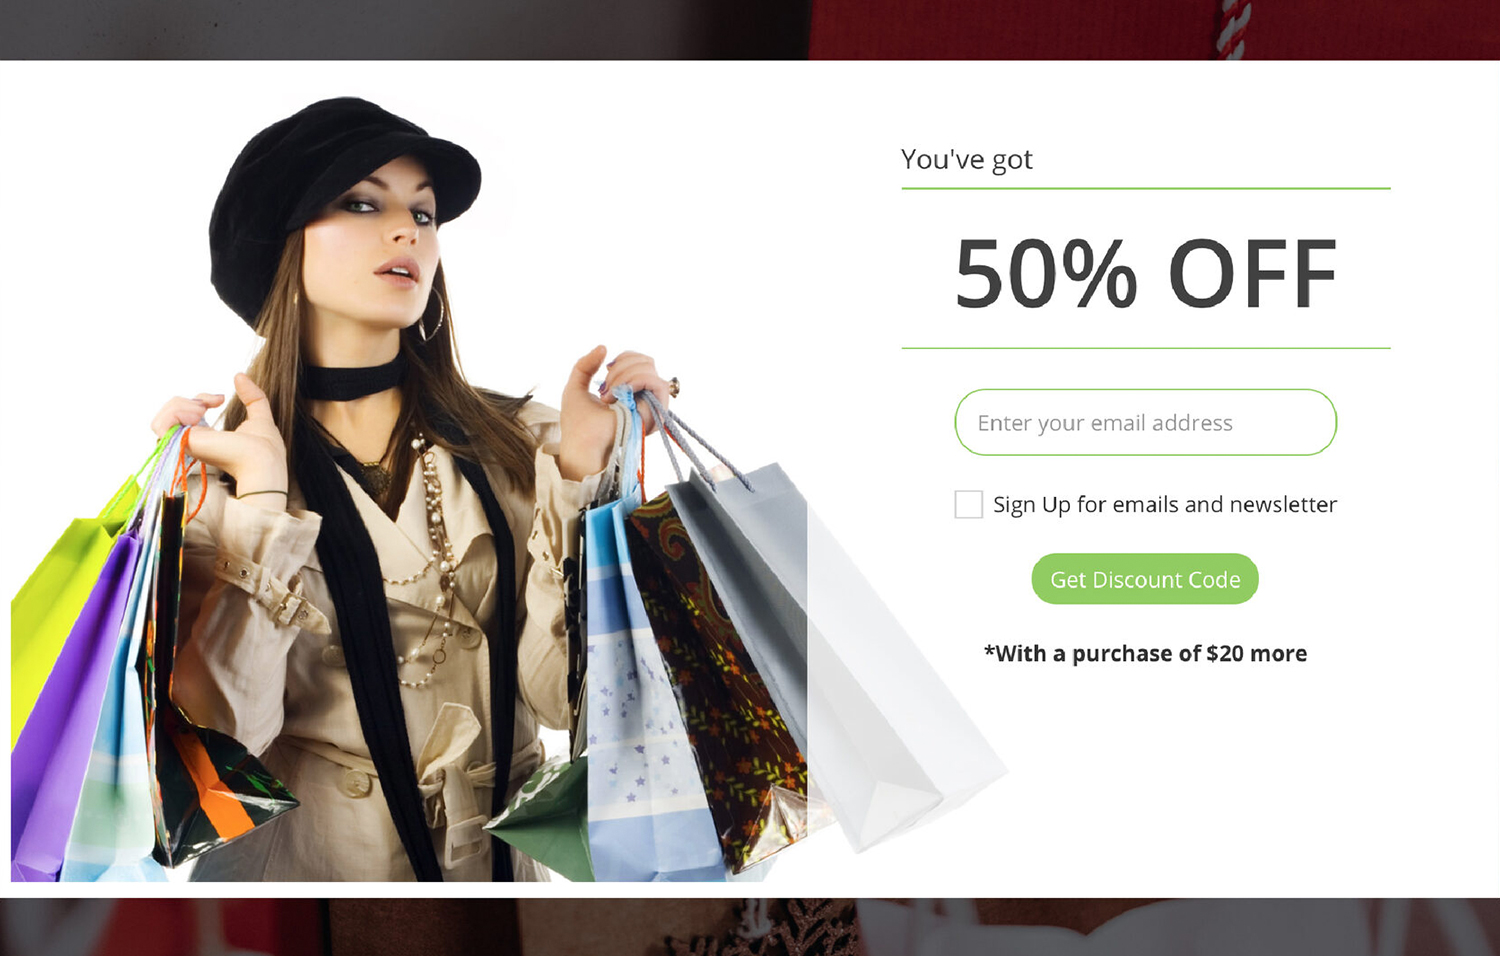 You've got
50% OFF
Enter your email address
Sign Up for emails and newsletter
Get Discount Code
*With a purchase of $20 more